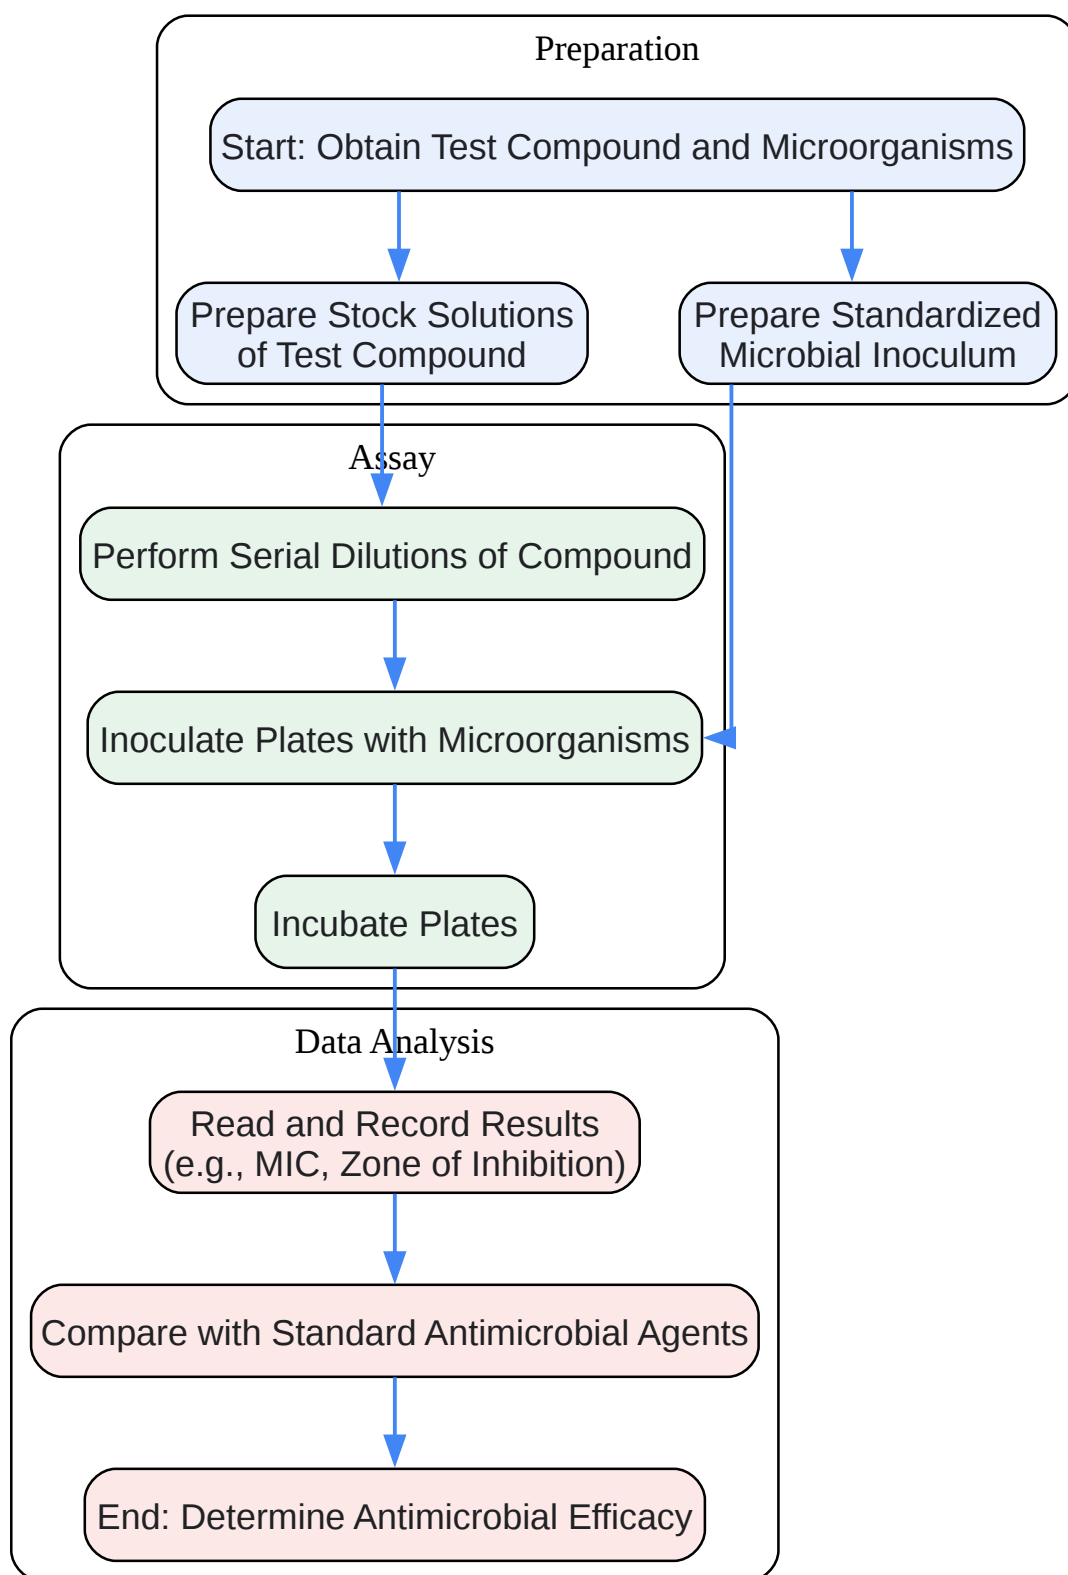 Preparation
Start: Obtain Test Compound and Microorganisms
Prepare Stock Solutions
of Test Compound
Prepare Standardized
Microbial Inoculum
Assay
Perform Serial Dilutions of Compound
Inoculate Plates with Microorganisms
Incubate Plates
Data Analysis
Read and Record Results
(e.g., MIC, Zone of Inhibition)
Compare with Standard Antimicrobial Agents
End: Determine Antimicrobial Efficacy